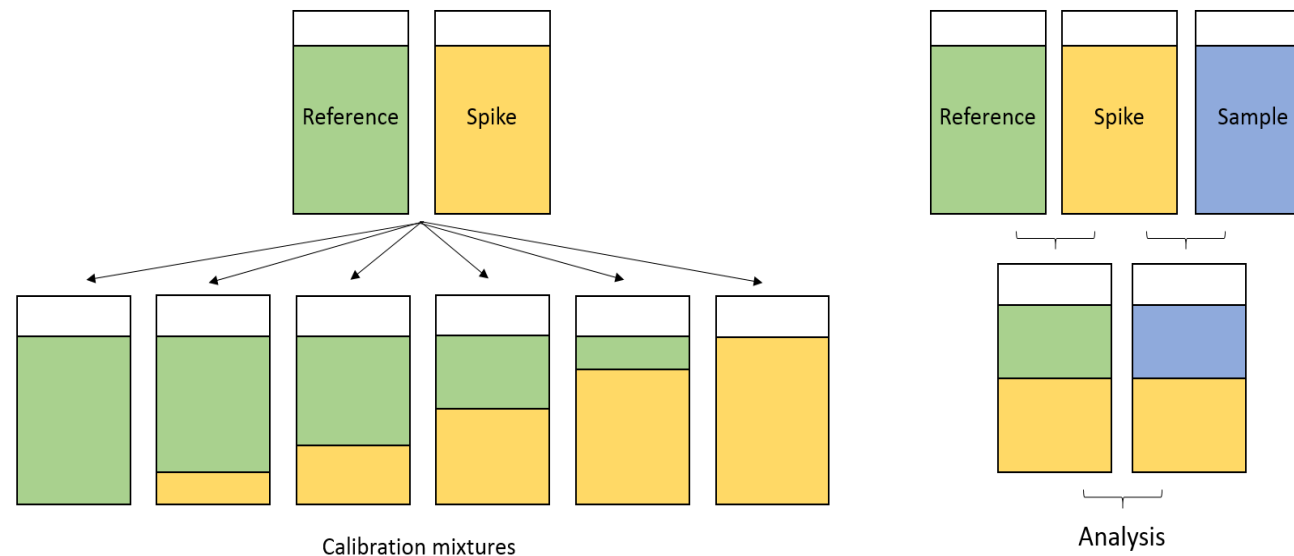 Reference
Spike
Calibration mixtures
Reference
Spike
Sample
Analysis